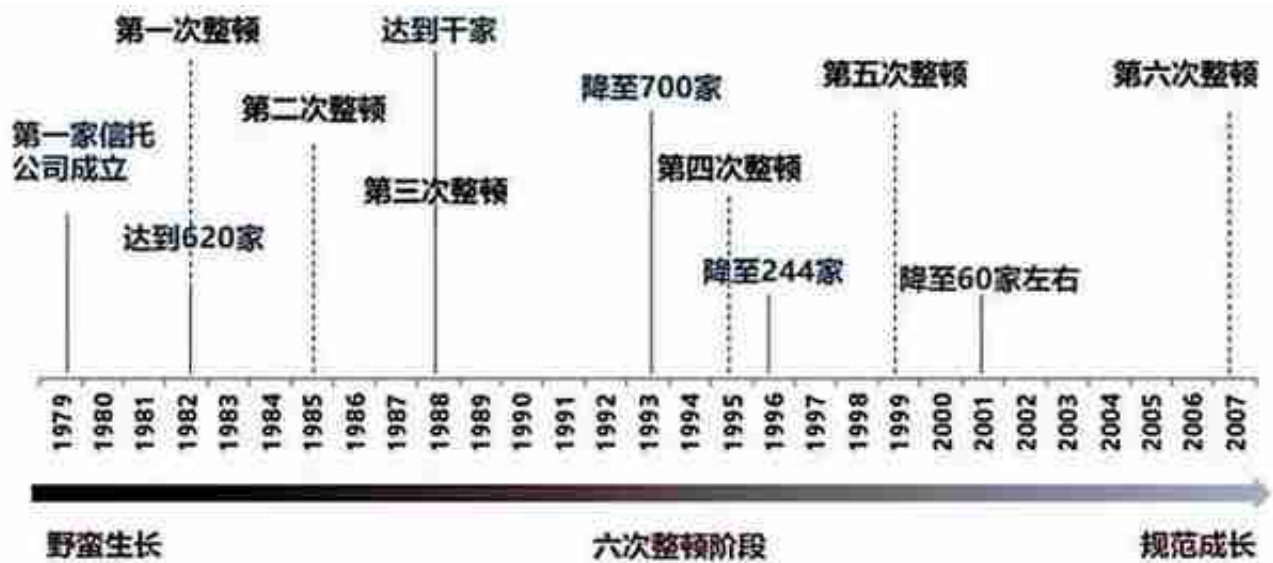 第一次整顿
达到千家
第五次整顿
第六次整顿
降至700家
第二次整顿
第一家信托
公司成立
第四次整顿
第三次整顿
达到620家
降至244家
降至60家左右
1979
1980
1981
1982
1983
1984
1985
1986
1987
1988
1989
1990
1991
1992
1993
1994
1995
1996
1997
1998
1999
2000
2001
2002
2003
2004
2005
2006
2007
野蛮生长
六次整顿阶段
规范成长